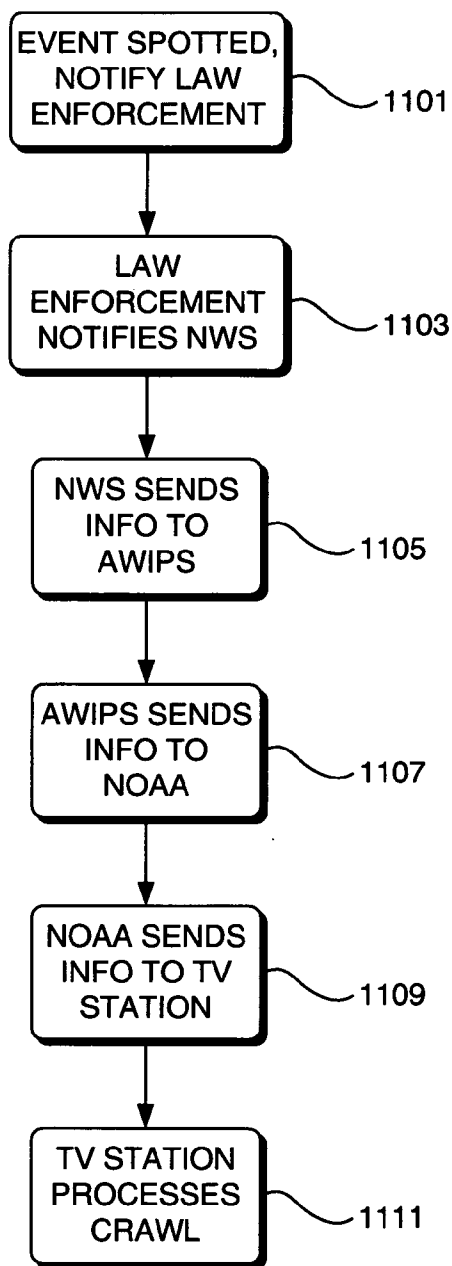 EVENT SPOTTED,
NOTIFY LAW
ENFORCEMENT
1101
LAW
ENFORCEMENT
NOTIFIES NWS
1103
NWS SENDS
INFO TO
AWIPS
1105
AWIPS SENDS
INFO TO
NOAA
1107
NOAA SENDS
INFO TO TV
STATION
1109
TV STATION
PROCESSES
CRAWL
1111